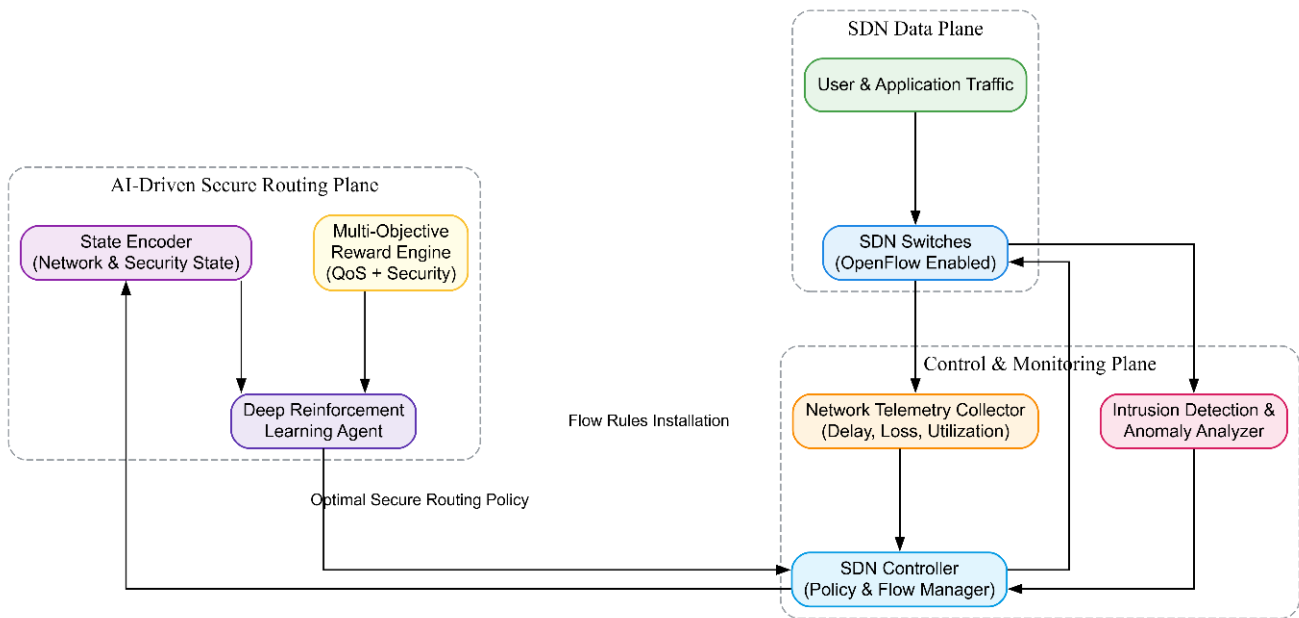 SDN Data Plane
User & Application Traffic
SDN Switches
(OpenFlow Enabled)
AI-Driven Secure Routing Plane
State Encoder
(Network & Security State)
Multi-Objective
Reward Engine
(QoS + Security)
Deep Reinforcement
Learning Agent
Control & Monitoring Plane
Network Telemetry Collector
(Delay, Loss, Utilization)
Intrusion Detection &
Anomaly Analyzer
Flow Rules Installation
Optimal Secure Routing Policy
SDN Controller
(Policy & Flow Manager)